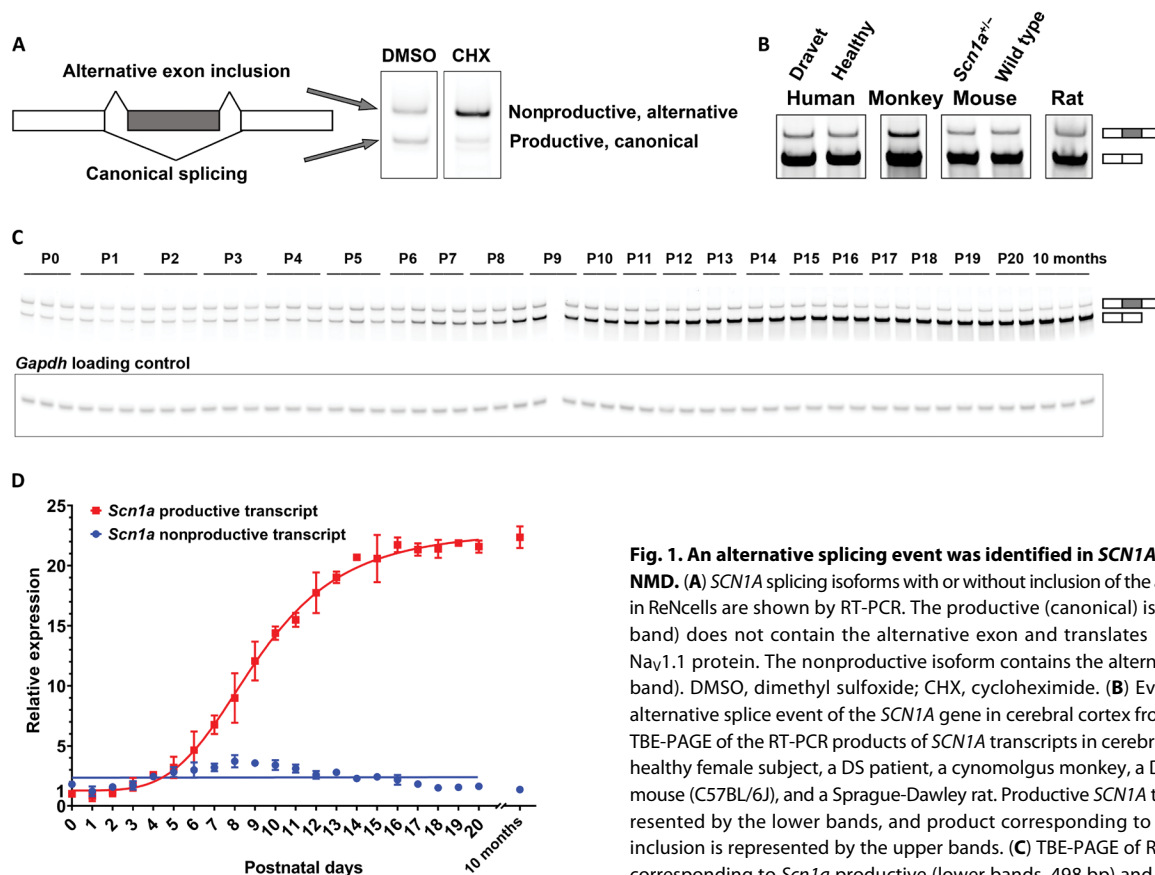 A
DMSO CHX
Alternative exon inclusion
Nonproductive, alternative
Productive, canonical
Canonical splicing
B
Dravet
Healthy
Scn1a+/–
Wild type
Human Monkey Mouse Rat
C
P0 P1 P2 P3 P4 P5 P6 P7 P8 P9 P10 P11 P12 P13 P14 P15 P16 P17 P18 P19 P20 10 months
Gapdh loading control
D
Scn1a productive transcript
Scn1a nonproductive transcript
Relative expression
25
20
15
10
5
1
0
0 1 2 3 4 5 6 7 8 9 10 11 12 13 14 15 16 17 18 19 20 10 months
Postnatal days
Fig. 1. An alternative splicing event was identified in SCN1A
NMD. (A) SCN1A splicing isoforms with or without inclusion of the
in ReNcells are shown by RT-PCR. The productive (canonical)
band) does not contain the alternative exon and translates
NaV1.1 protein. The nonproductive isoform contains the
band). DMSO, dimethyl sulfoxide; CHX, cycloheximide. (B)
alternative splice event of the SCN1A gene in cerebral cortex
TBE-PAGE of the RT-PCR products of SCN1A transcripts in
healthy female subject, a DS patient, a cynomolgus monkey, a
mouse (C57BL/6J), and a Sprague-Dawley rat. Productive SCN1A
resented by the lower bands, and product corresponding to
inclusion is represented by the upper bands. (C) TBE-PAGE of
corresponding to Scn1a productive (lower bands, 498 bp) and